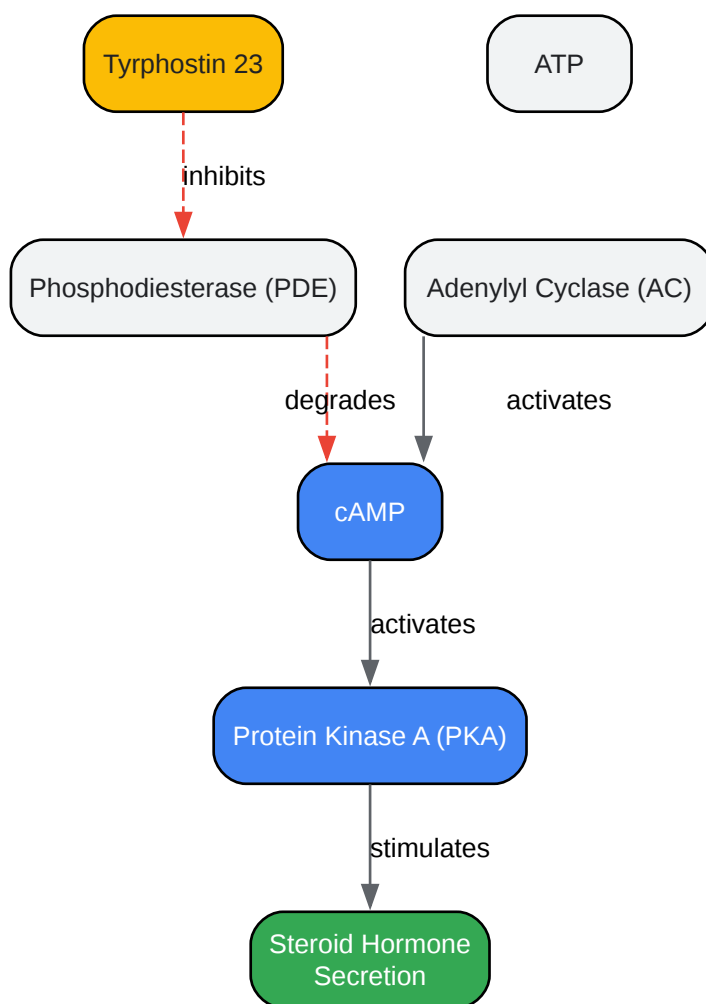 Tyrphostin 23
ATP
inhibits
Phosphodiesterase (PDE)
Adenylyl Cyclase (AC)
degrades
activates
cAMP
activates
Protein Kinase A (PKA)
stimulates
Steroid Hormone
Secretion